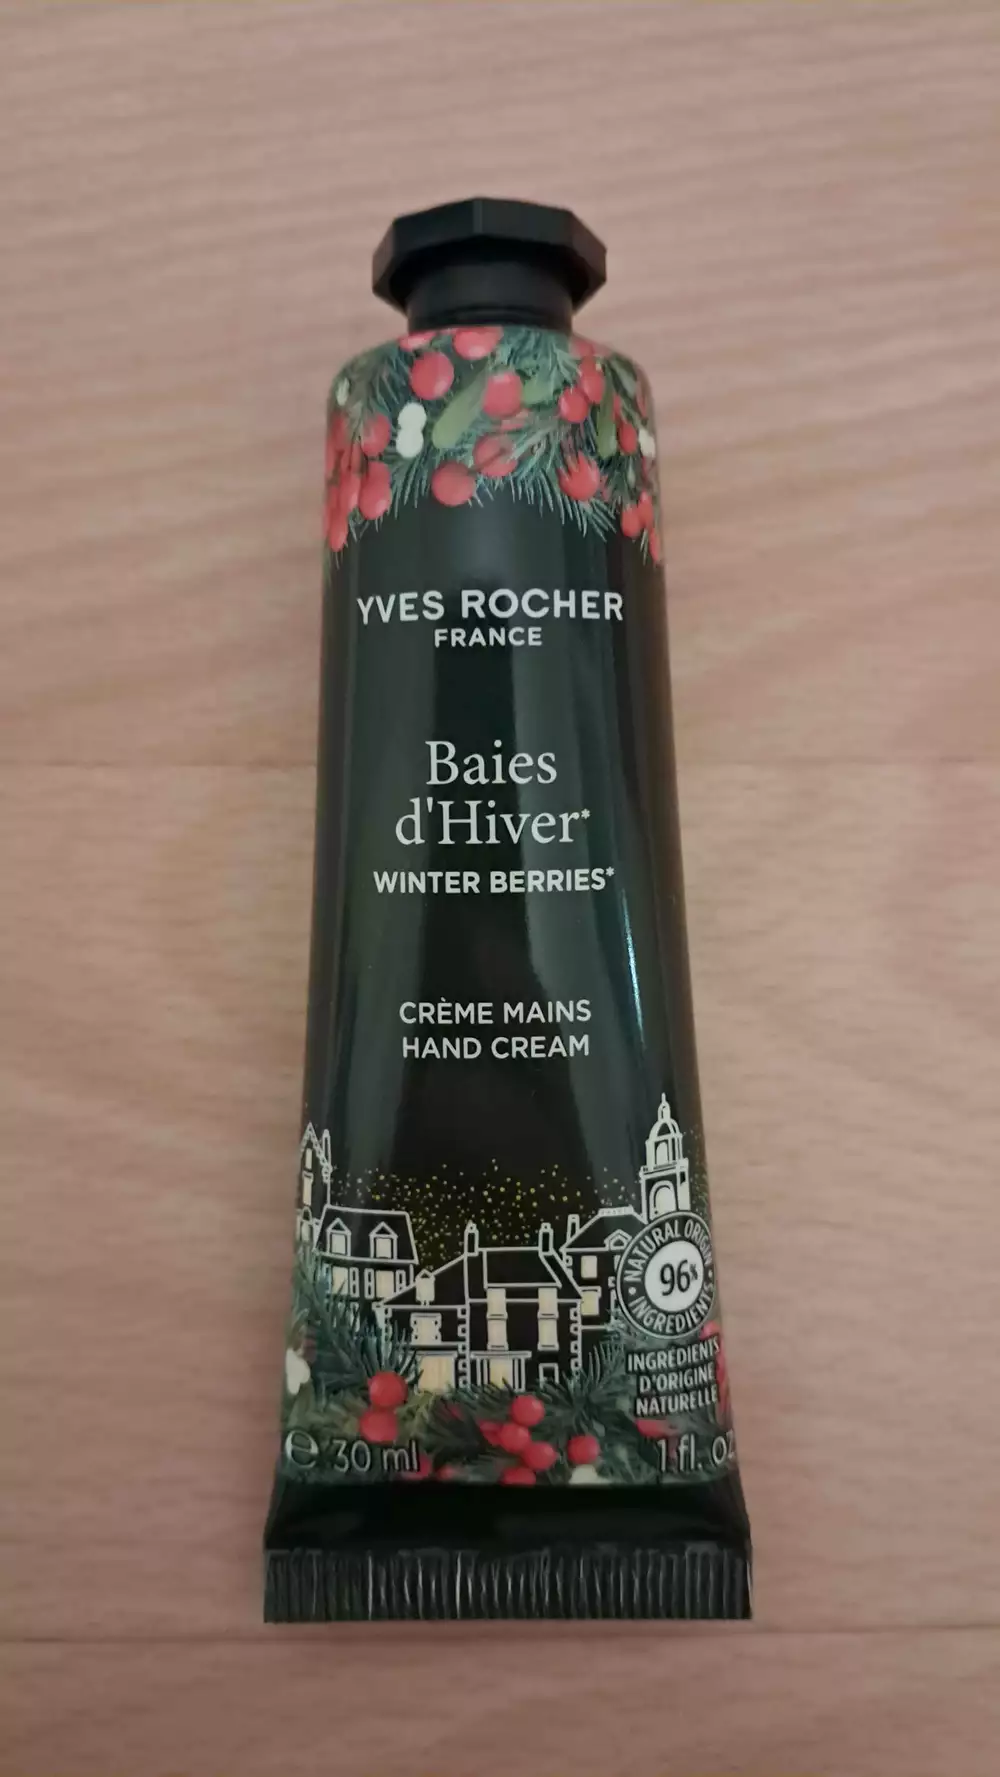 YVES ROCHER
FRANCE
Baies
d'Hiver*
WINTER BERRIES*
CRÈME MAINS
HAND CREAM
NATURAL ORIGIN
96%
INGREDIENTS
INGRÉDIENTS
D'ORIGINE
NATURELLE
℮ 30 ml
1 fl. oz